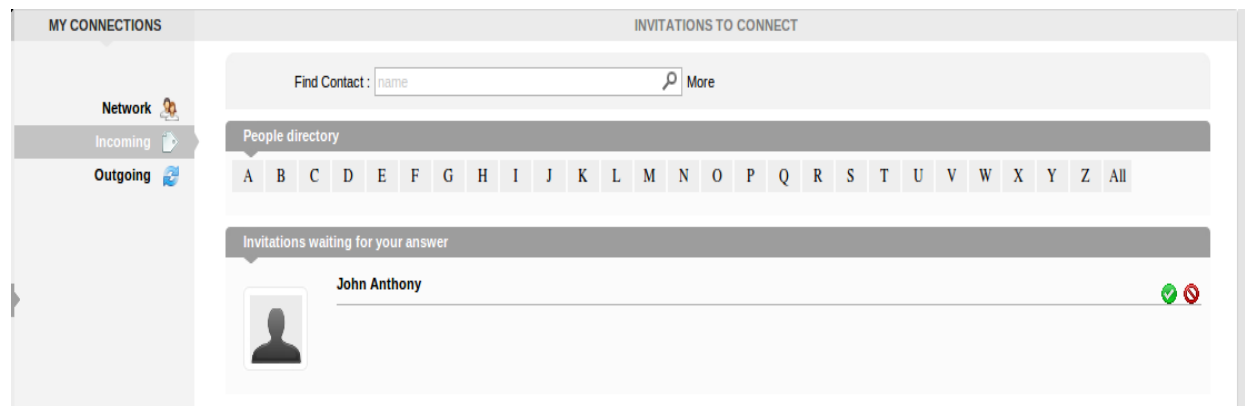 MY CONNECTIONS
INVITATIONS TO CONNECT
Find Contact : name More
Network
Incoming
Outgoing
People directory
A B C D E F G H I J K L M N O P Q R S T U V W X Y Z All
Invitations waiting for your answer
John Anthony